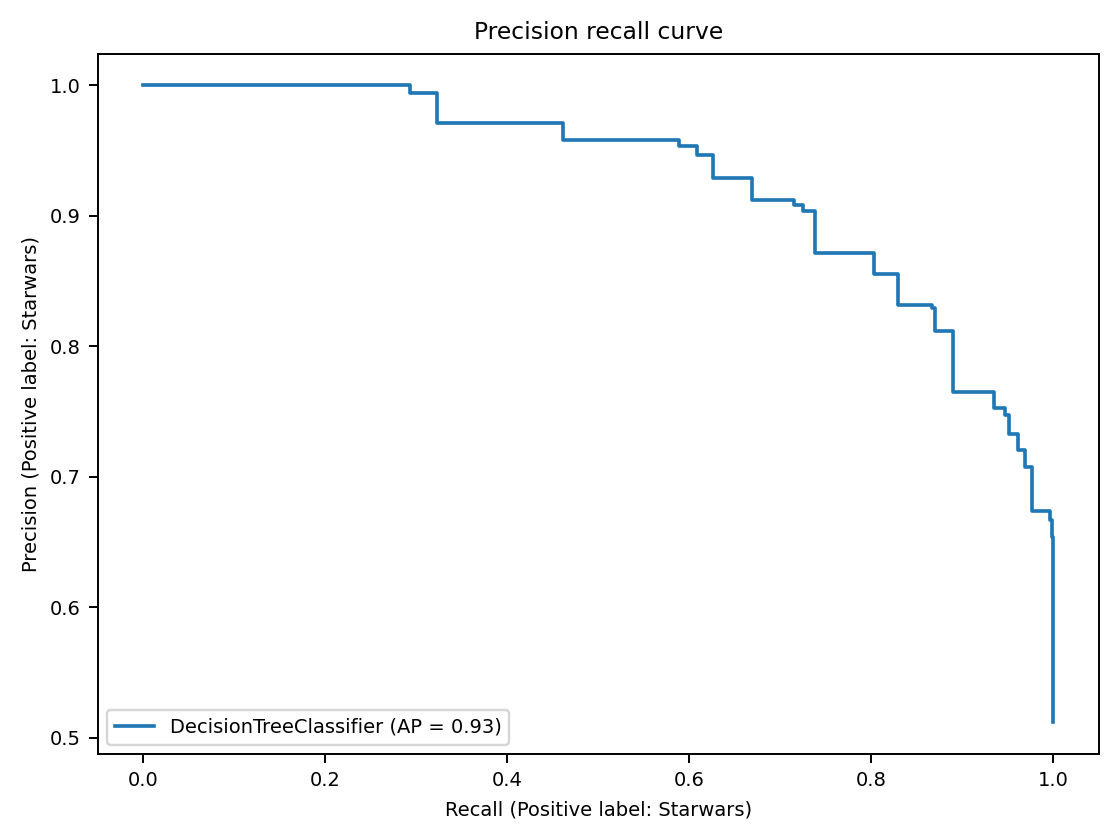 Precision recall curve
Precision (Positive label: Starwars)
1.0
0.9
0.8
0.7
0.6
0.5
DecisionTreeClassifier (AP = 0.93)
0.0 0.2 0.4 0.6 0.8 1.0
Recall (Positive label: Starwars)